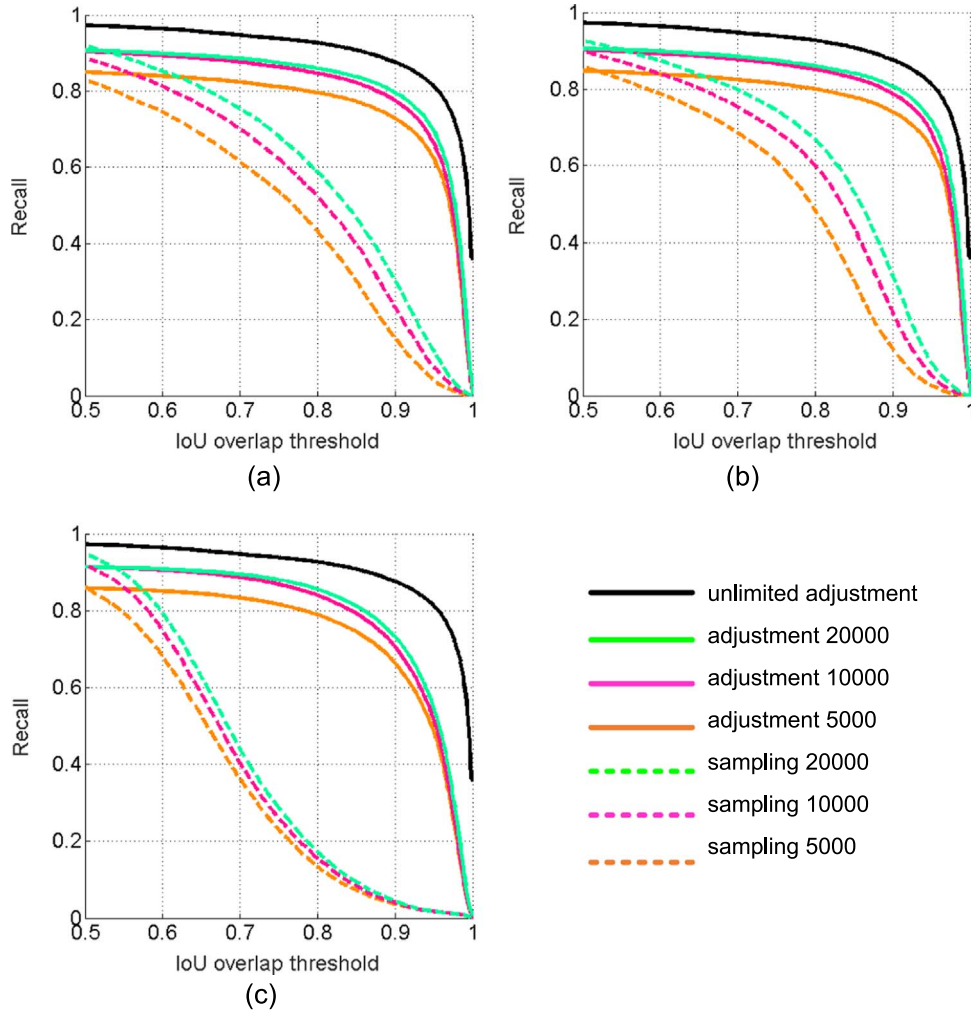 1
0.8
0.6
0.4
0.2
0
Recall
0.5 0.6 0.7 0.8 0.9 1
IoU overlap threshold
(a)
1
0.8
0.6
0.4
0.2
0
Recall
0.5 0.6 0.7 0.8 0.9 1
IoU overlap threshold
(b)
1
0.8
0.6
0.4
0.2
0
Recall
0.5 0.6 0.7 0.8 0.9 1
IoU overlap threshold
(c)
unlimited adjustment
adjustment 20000
adjustment 10000
adjustment 5000
sampling 20000
sampling 10000
sampling 5000